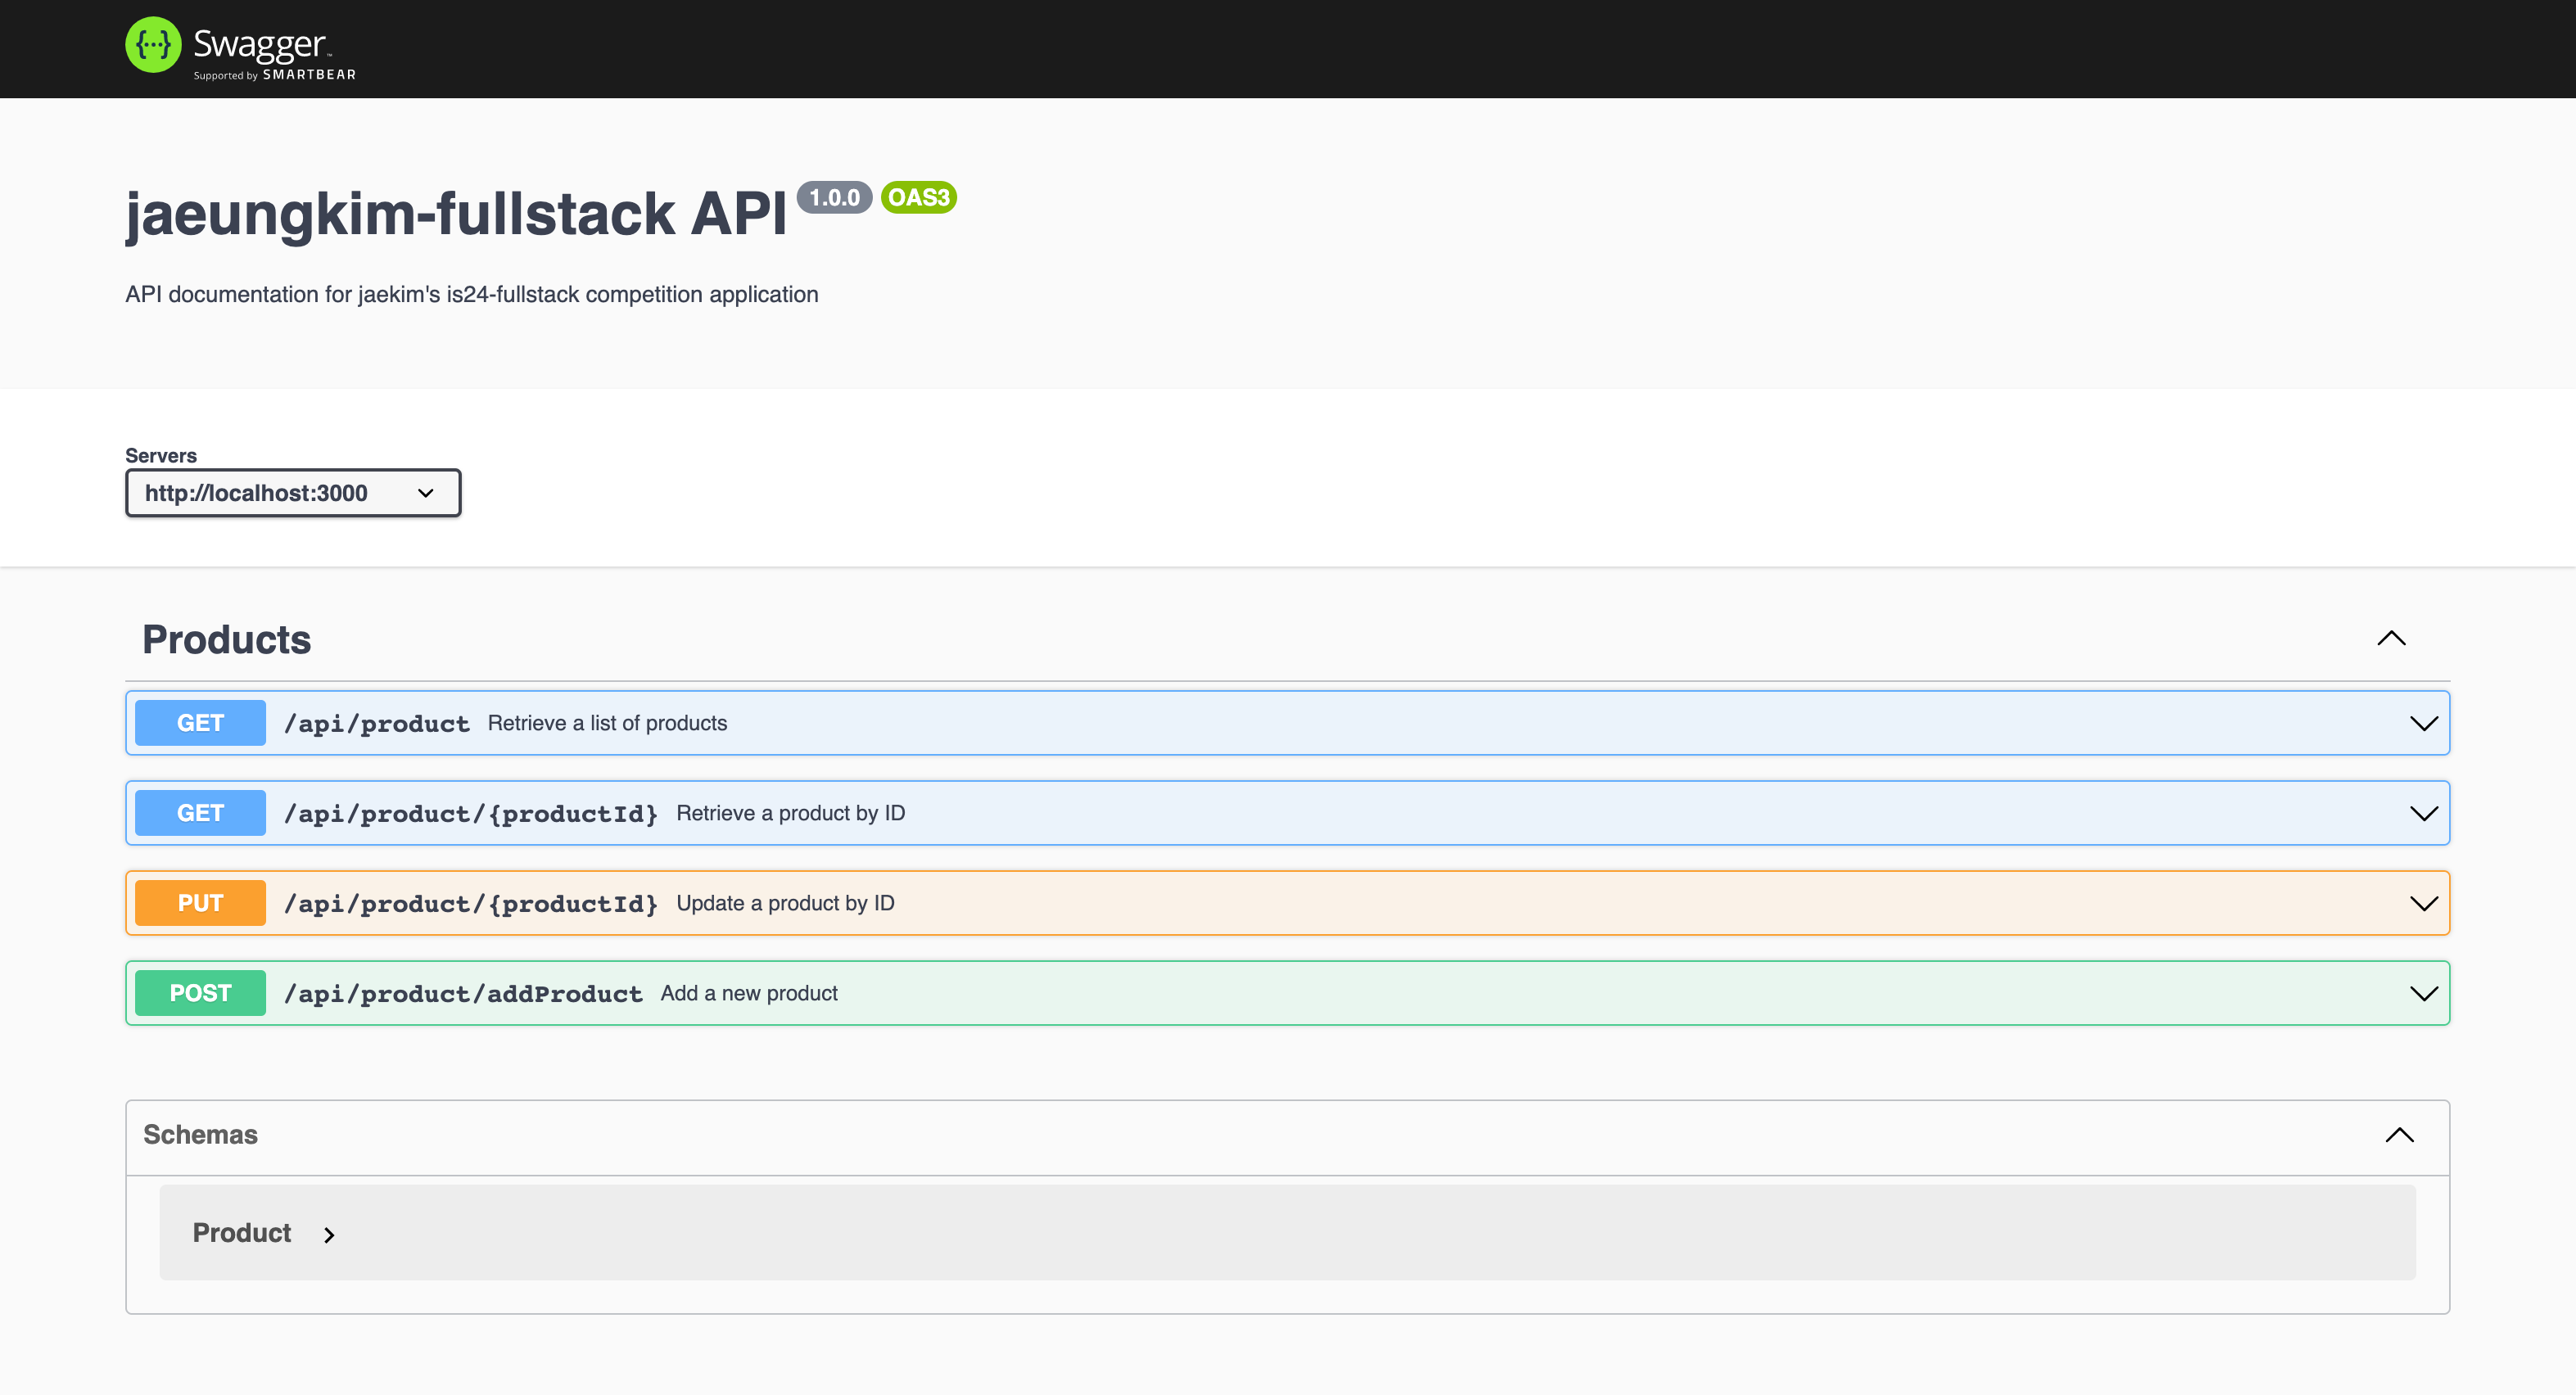 {···} Swagger™
Supported by SMARTBEAR
jaeungkim-fullstack API 1.0.0 OAS3
API documentation for jaekim's is24-fullstack competition application
Servers
http://localhost:3000
Products
GET /api/product Retrieve a list of products
GET /api/product/{productId} Retrieve a product by ID
PUT /api/product/{productId} Update a product by ID
POST /api/product/addProduct Add a new product
Schemas
Product